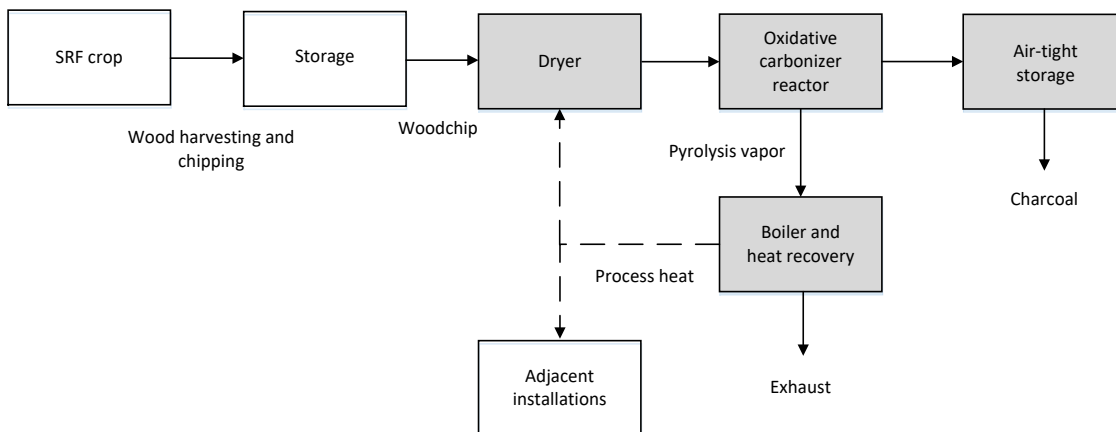 SRF crop
Storage
Dryer
Oxidative
carbonizer
reactor
Air-tight
storage
Wood harvesting and
chipping
Woodchip
Pyrolysis vapor
Charcoal
Boiler and
heat recovery
Process heat
Adjacent
installations
Exhaust